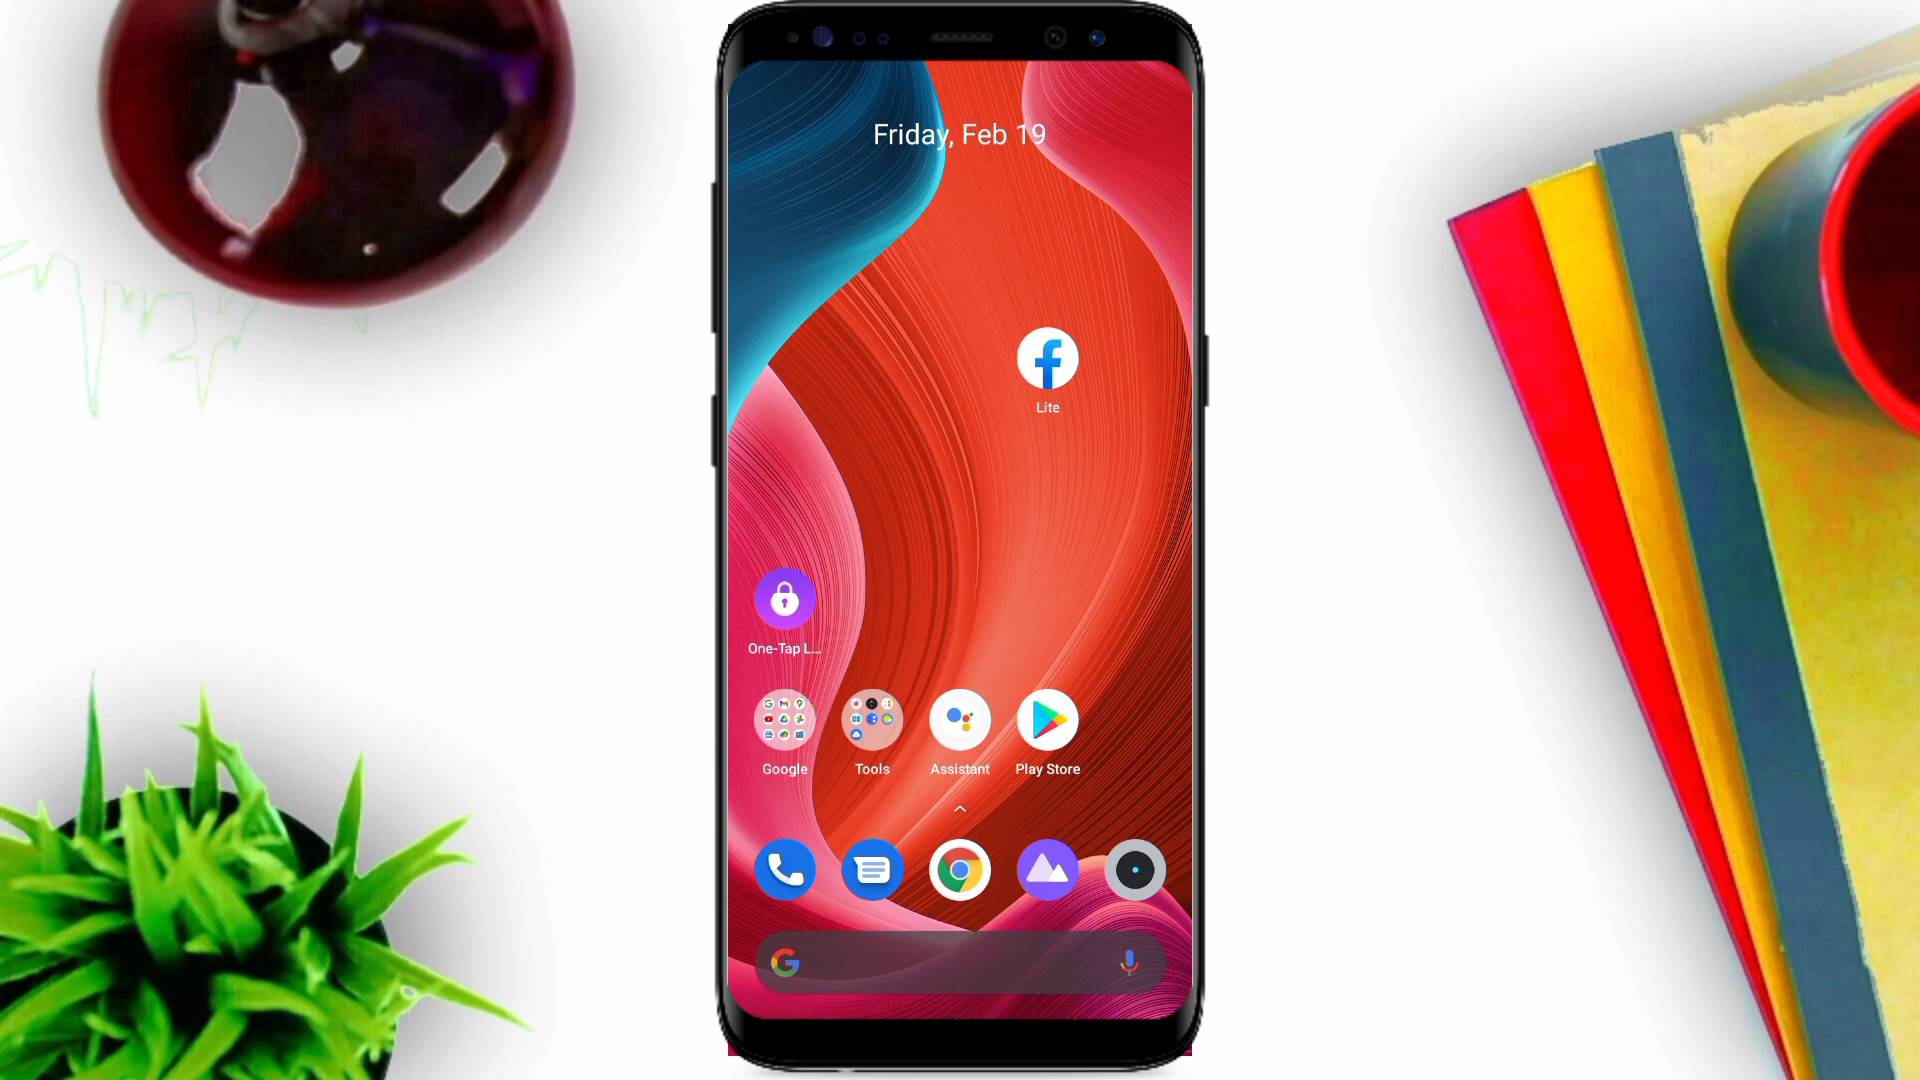 Friday, Feb 19
Lite
One-Tap L...
Google
Tools
Assistant
Play Store